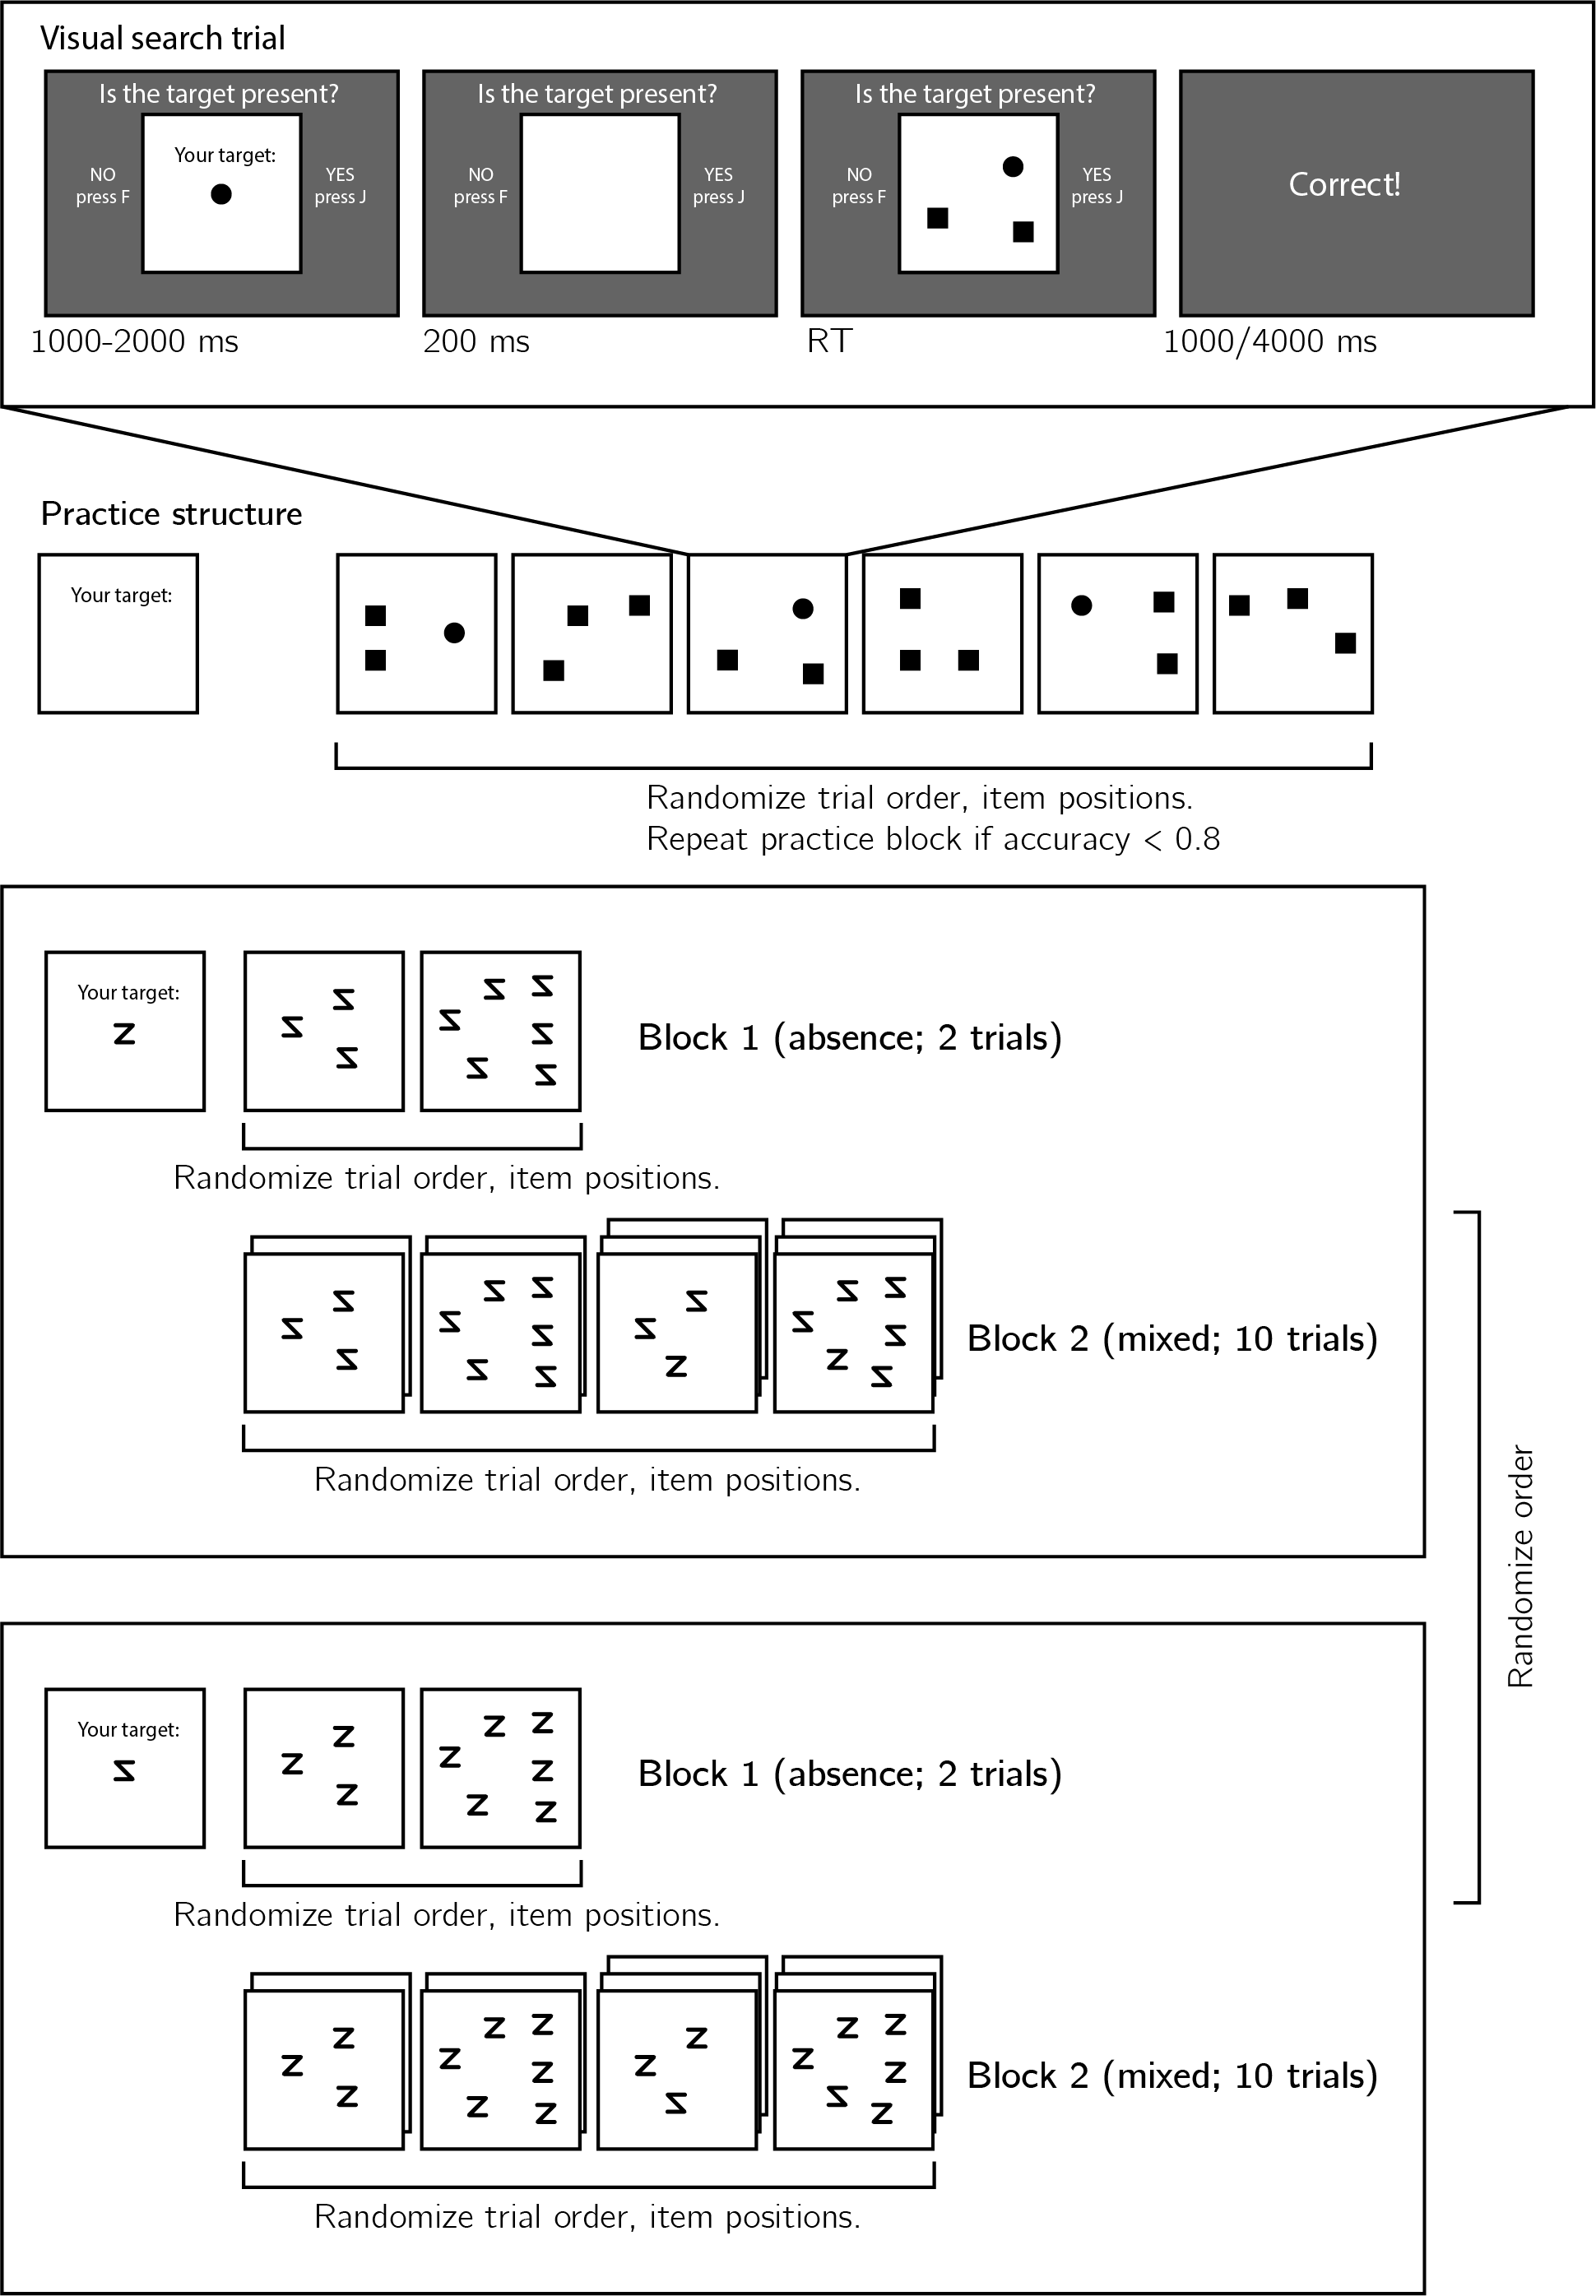 Visual search trial
Is the target present?
Your target:
NO
press F
YES
press J
1000-2000 ms
Is the target present?
NO
press F
YES
press J
200 ms
Is the target present?
NO
press F
YES
press J
RT
Correct!
1000/4000 ms
Practice structure
Your target:
Randomize trial order, item positions.
Repeat practice block if accuracy < 0.8
Your target:
Z
Block 1 (absence; 2 trials)
Randomize trial order, item positions.
Block 2 (mixed; 10 trials)
Randomize trial order, item positions.
Randomize order
Your target:
Block 1 (absence; 2 trials)
Randomize trial order, item positions.
Block 2 (mixed; 10 trials)
Randomize trial order, item positions.